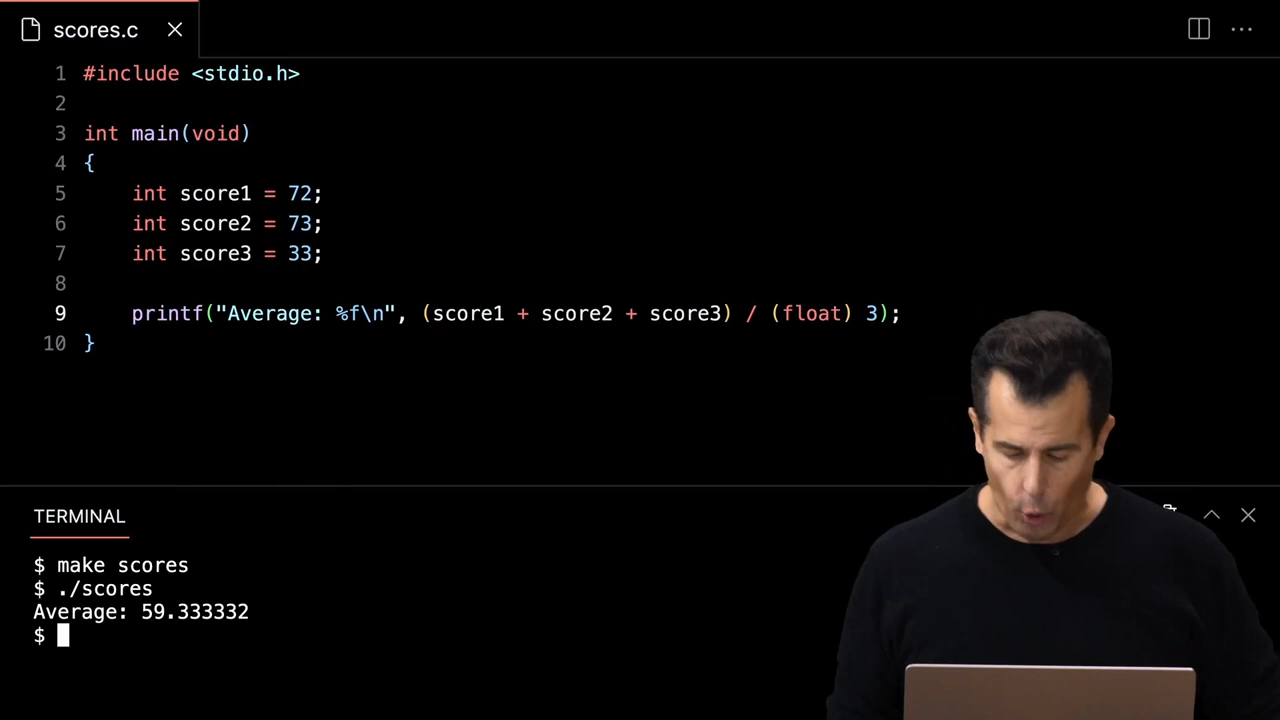 scores.c
1 #include <stdio.h>
2
3 int main(void)
4 {
5     int score1 = 72;
6     int score2 = 73;
7     int score3 = 33;
8
9     printf("Average: %f\n", (score1 + score2 + score3) / (float) 3);
10 }
TERMINAL
$ make scores
$ ./scores
Average: 59.333332
$